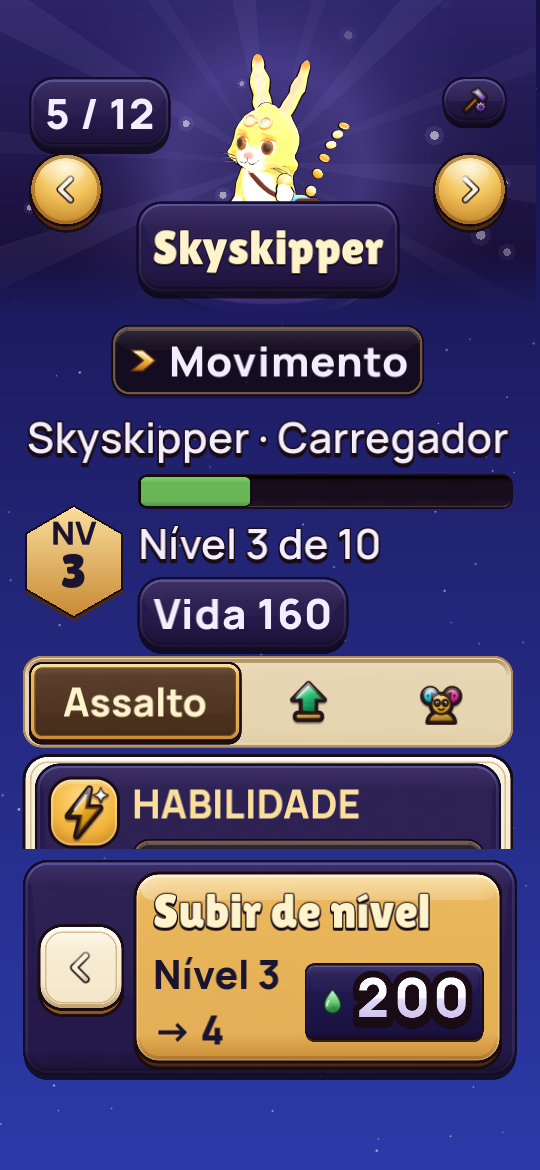 5 / 12
Skyskipper
Movimento
Skyskipper · Carregador
NV
3
Nível 3 de 10
Vida 160
Assalto
HABILIDADE
Subir de nível
Nível 3
→ 4
200